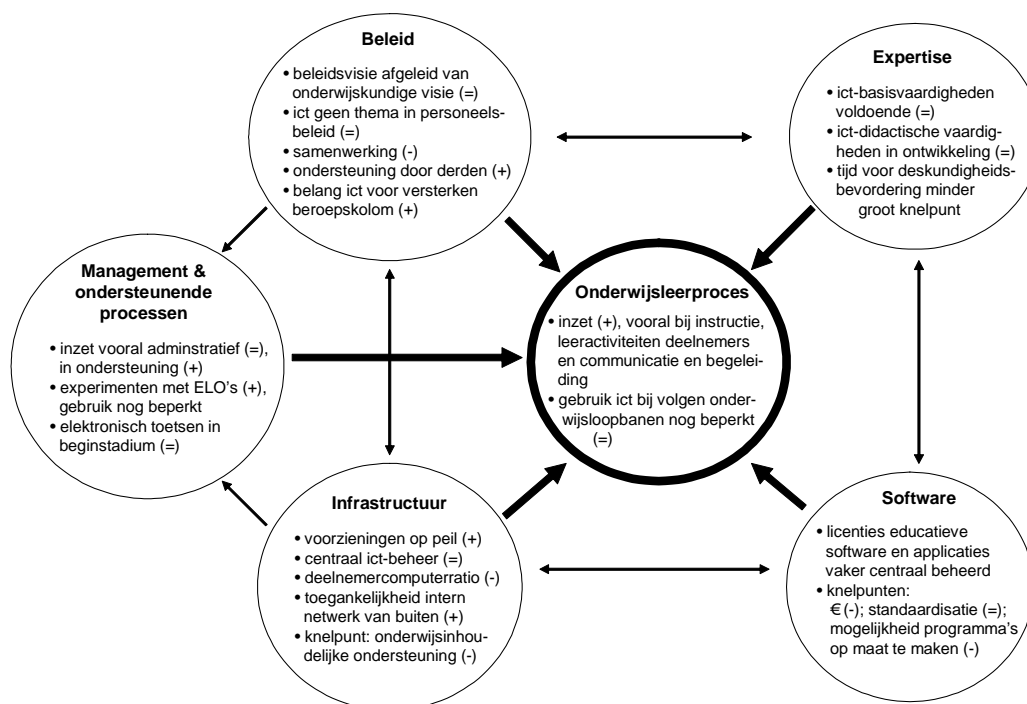 Beleid
• beleidsvisie afgeleid van
onderwijskundige visie (=)
• ict geen thema in personeels-
beleid (=)
• samenwerking (-)
• ondersteuning door derden (+)
• belang ict voor versterken
beroepskolom (+)
Expertise
• ict-basisvaardigheden
voldoende (=)
• ict-didactische vaardig-
heden in ontwikkeling (=)
• tijd voor deskundigheids-
bevordering minder
groot knelpunt
Management &
ondersteunende
processen
• inzet vooral adminstratief (=),
in ondersteuning (+)
• experimenten met ELO's (+),
gebruik nog beperkt
• elektronisch toetsen in
beginstadium (=)
Onderwijsleerproces
• inzet (+), vooral bij instructie,
leeractiviteiten deelnemers
en communicatie en begelei-
ding
• gebruik ict bij volgen onder-
wijsloopbanen nog beperkt
(=)
Infrastructuur
• voorzieningen op peil (+)
• centraal ict-beheer (=)
• deelnemercomputerratio (-)
• toegankelijkheid intern
netwerk van buiten (+)
• knelpunt: onderwijsinhou-
delijke ondersteuning (-)
Software
• licenties educatieve
software en applicaties
vaker centraal beheerd
• knelpunten:
€ (-); standaardisatie (=);
mogelijkheid programma's
op maat te maken (-)